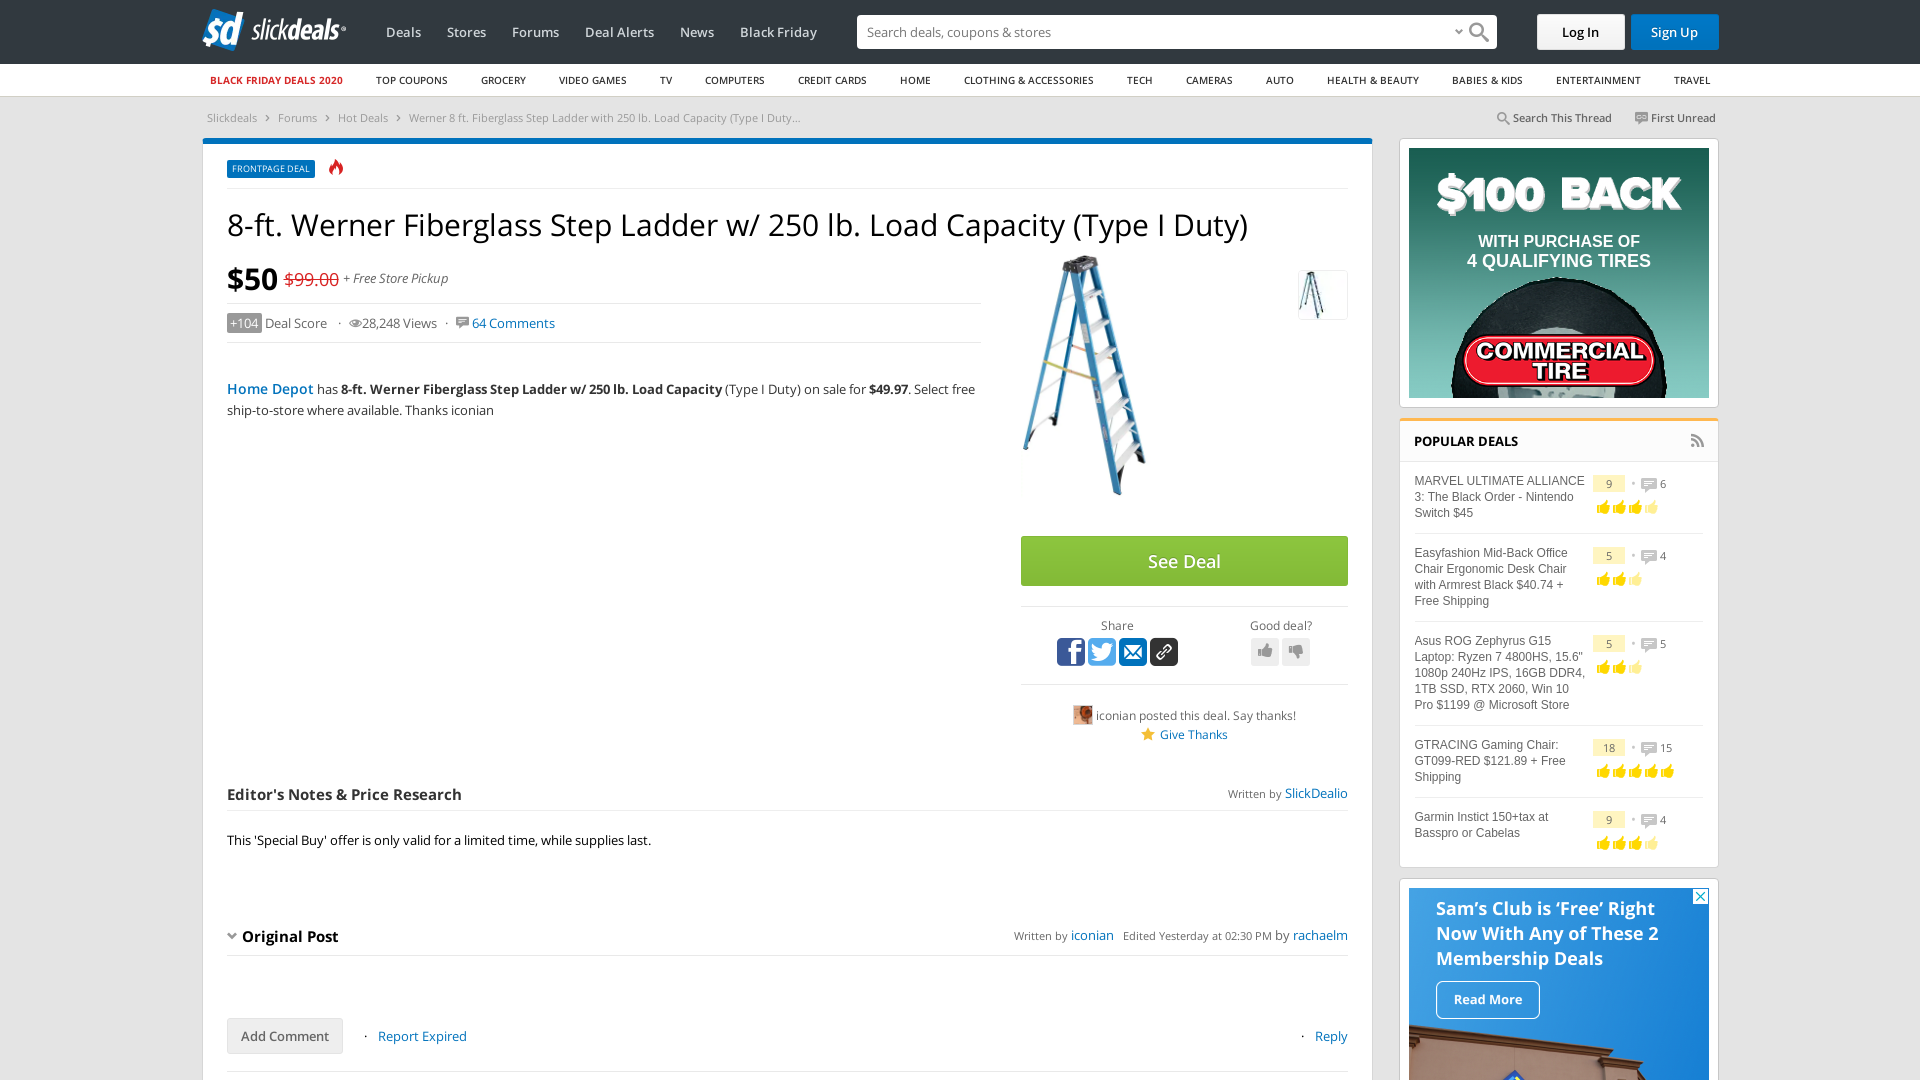 slickdeals
Deals Stores Forums Deal Alerts News Black Friday
Search deals, coupons & stores
Log In
Sign Up
BLACK FRIDAY DEALS 2020 TOP COUPONS GROCERY VIDEO GAMES TV COMPUTERS CREDIT CARDS HOME CLOTHING & ACCESSORIES TECH CAMERAS AUTO HEALTH & BEAUTY BABIES & KIDS ENTERTAINMENT TRAVEL
Slickdeals > Forums > Hot Deals > Werner 8 ft. Fiberglass Step Ladder with 250 lb. Load Capacity (Type I Duty...
Search This Thread First Unread
FRONTPAGE DEAL
8-ft. Werner Fiberglass Step Ladder w/ 250 lb. Load Capacity (Type I Duty)
$50 $99.00 + Free Store Pickup
+104 Deal Score · 28,248 Views · 64 Comments
Home Depot has 8-ft. Werner Fiberglass Step Ladder w/ 250 lb. Load Capacity (Type I Duty) on sale for $49.97. Select free
ship-to-store where available. Thanks iconian
See Deal
Share
Good deal?
iconian posted this deal. Say thanks!
Give Thanks
Editor's Notes & Price Research
Written by SlickDealio
This 'Special Buy' offer is only valid for a limited time, while supplies last.
Original Post
Written by iconian Edited Yesterday at 02:30 PM by rachaelm
Add Comment
· Report Expired
· Reply
$100 BACK
WITH PURCHASE OF
4 QUALIFYING TIRES
COMMERCIAL
TIRE
POPULAR DEALS
MARVEL ULTIMATE ALLIANCE
3: The Black Order - Nintendo
Switch $45
9 • 6
Easyfashion Mid-Back Office
Chair Ergonomic Desk Chair
with Armrest Black $40.74 +
Free Shipping
5 • 4
Asus ROG Zephyrus G15
Laptop: Ryzen 7 4800HS, 15.6"
1080p 240Hz IPS, 16GB DDR4,
1TB SSD, RTX 2060, Win 10
Pro $1199 @ Microsoft Store
5 • 5
GTRACING Gaming Chair:
GT099-RED $121.89 + Free
Shipping
18 • 15
Garmin Instict 150+tax at
Basspro or Cabelas
9 • 4
Sam's Club is 'Free' Right
Now With Any of These 2
Membership Deals
Read More